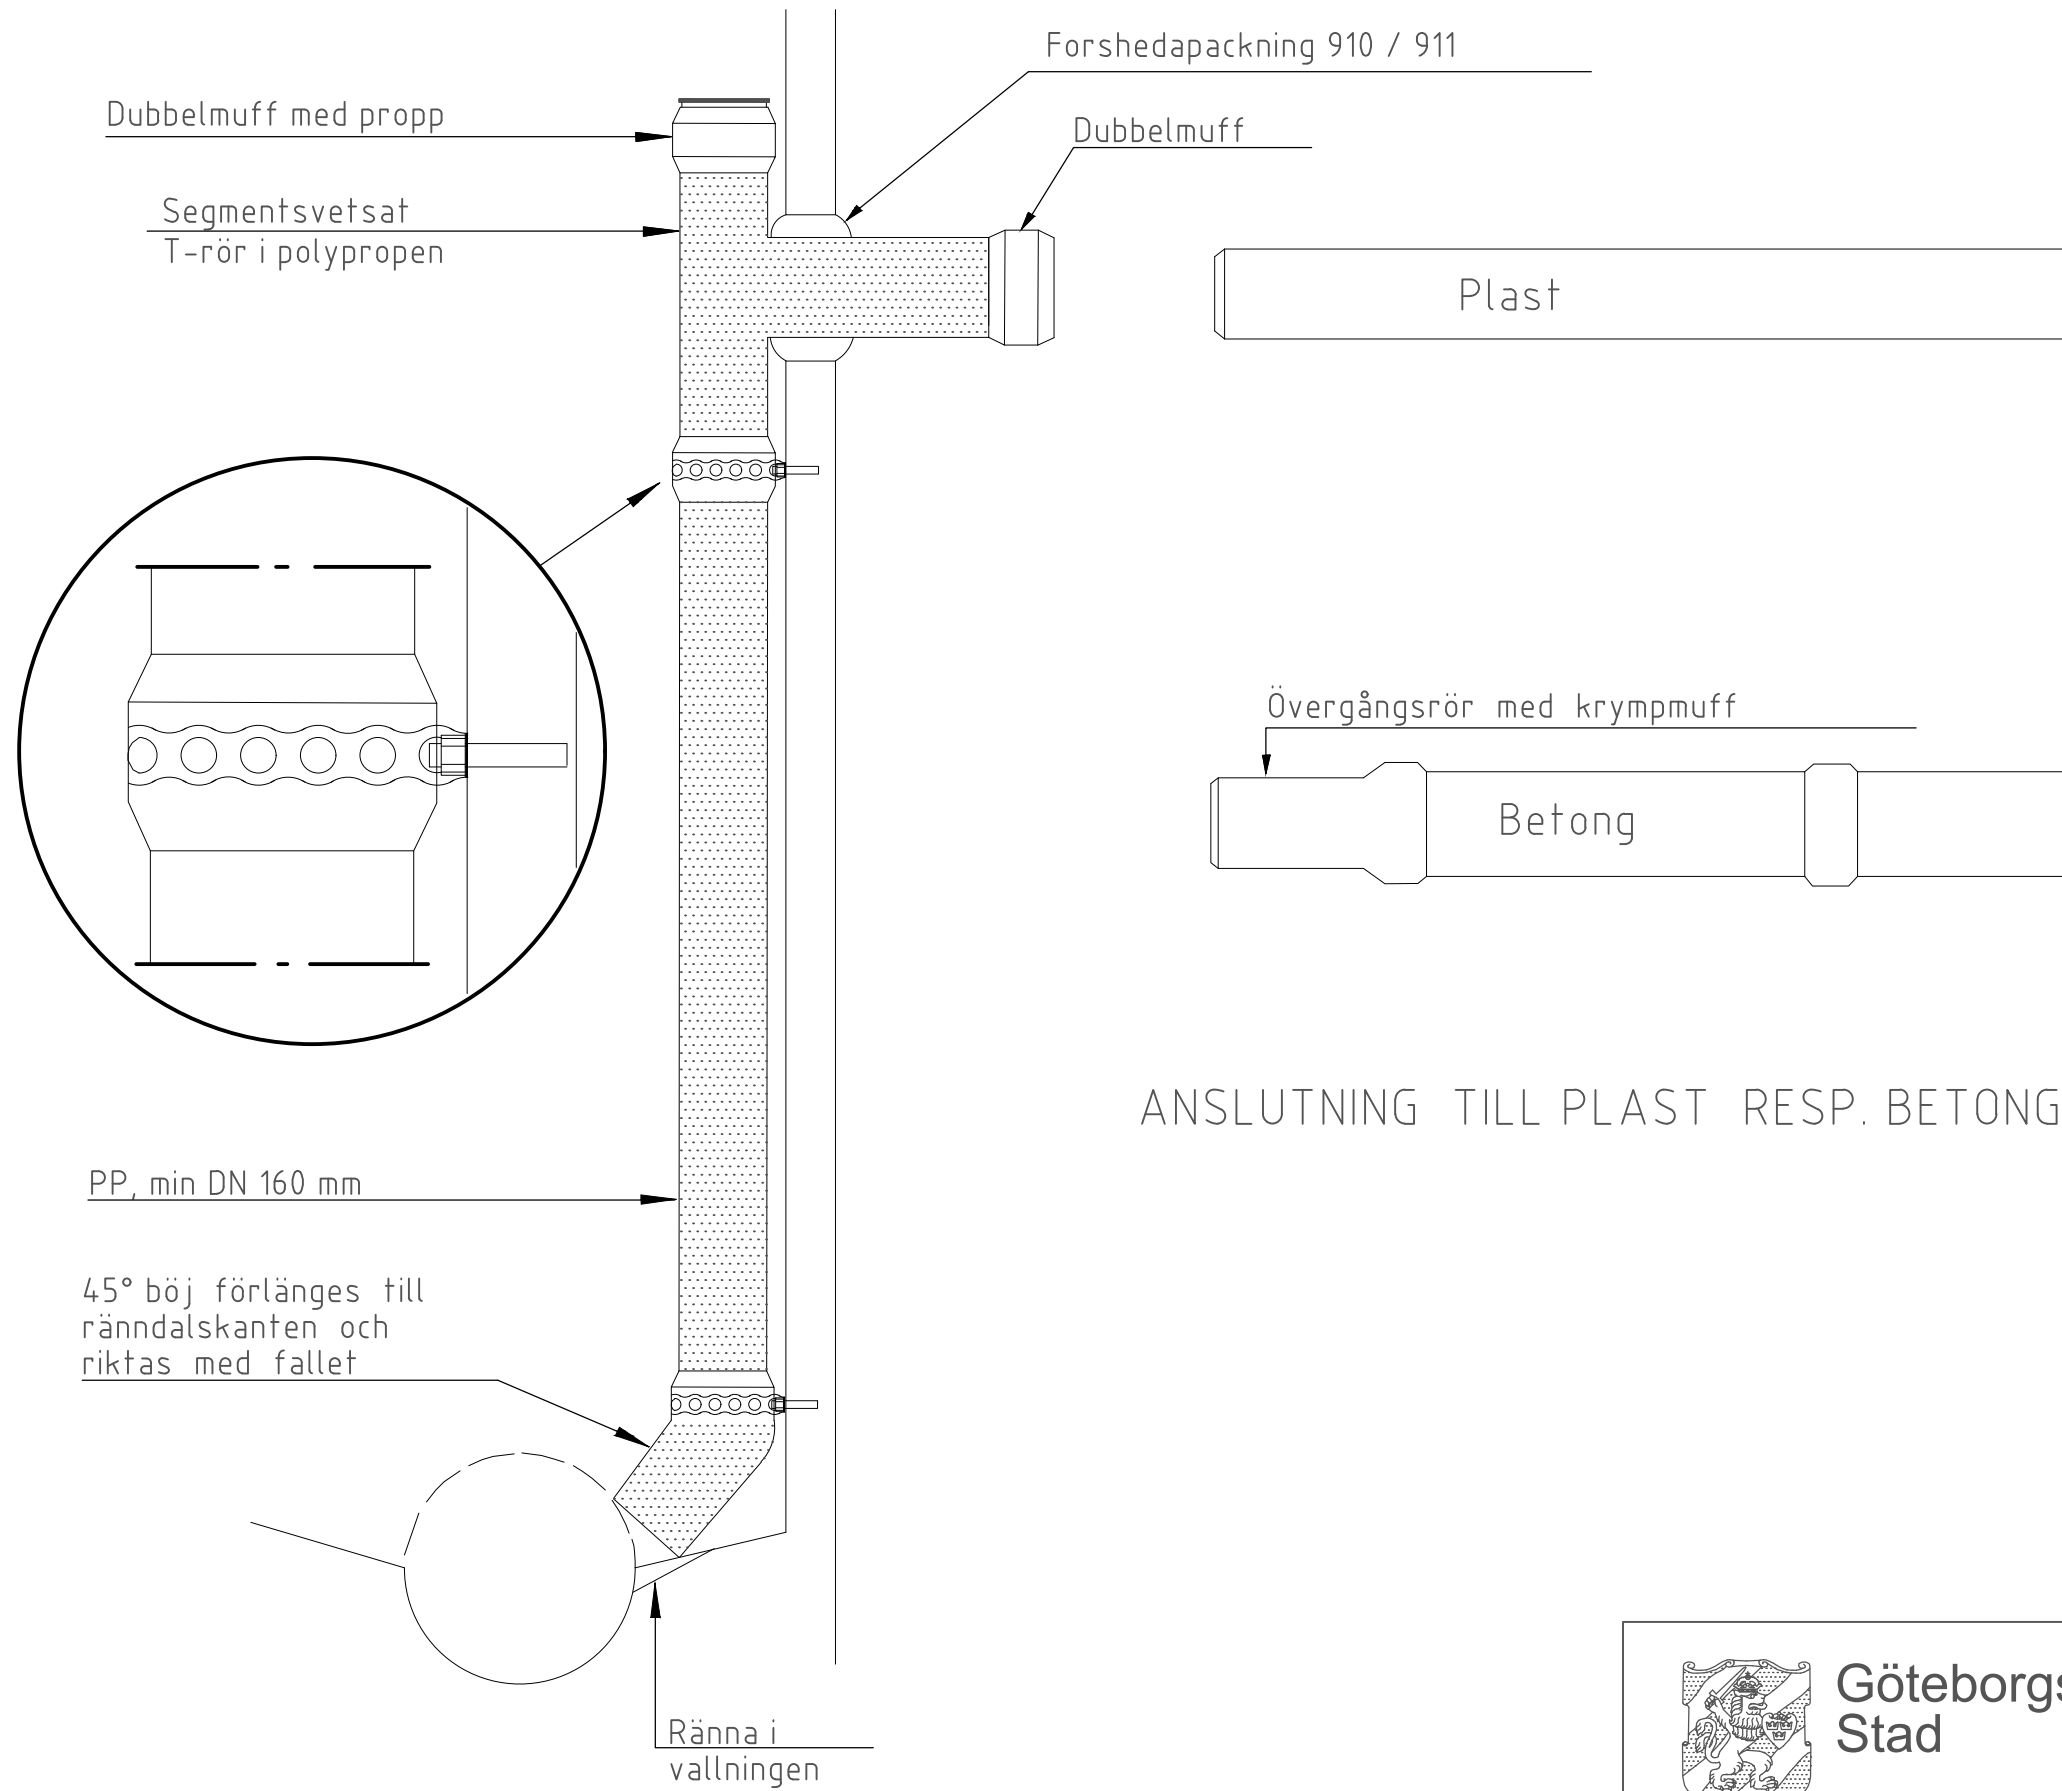 Forshedapackning 910 / 911
Dubbelmuff med propp
Dubbelmuff
Segmentsvetsat
T-rör i polypropen
Plast
Övergångsrör med krympmuff
Betong
ANSLUTNING TILL PLAST RESP. BETONG
PP, min DN 160 mm
45° böj förlänges till
ränndalskanten och
riktas med fallet
Ränna i
vallningen
Göteborgs
Stad